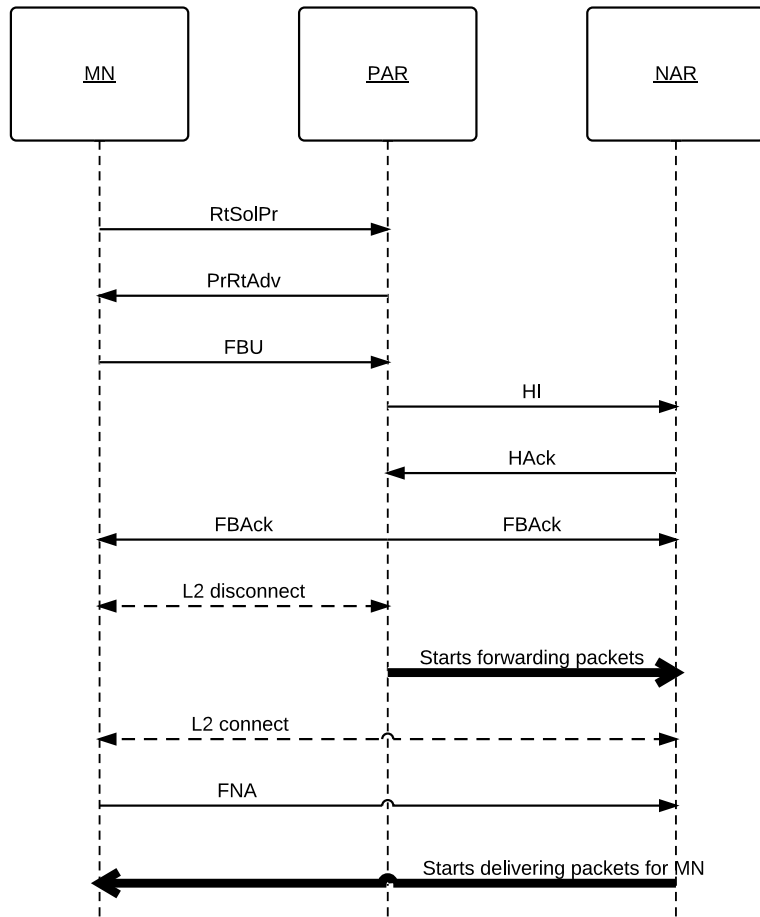 MN
PAR
NAR
RtSolPr
PrRtAdv
FBU
HI
HAck
FBAck FBAck
L2 disconnect
Starts forwarding packets
L2 connect
FNA
Starts delivering packets for MN